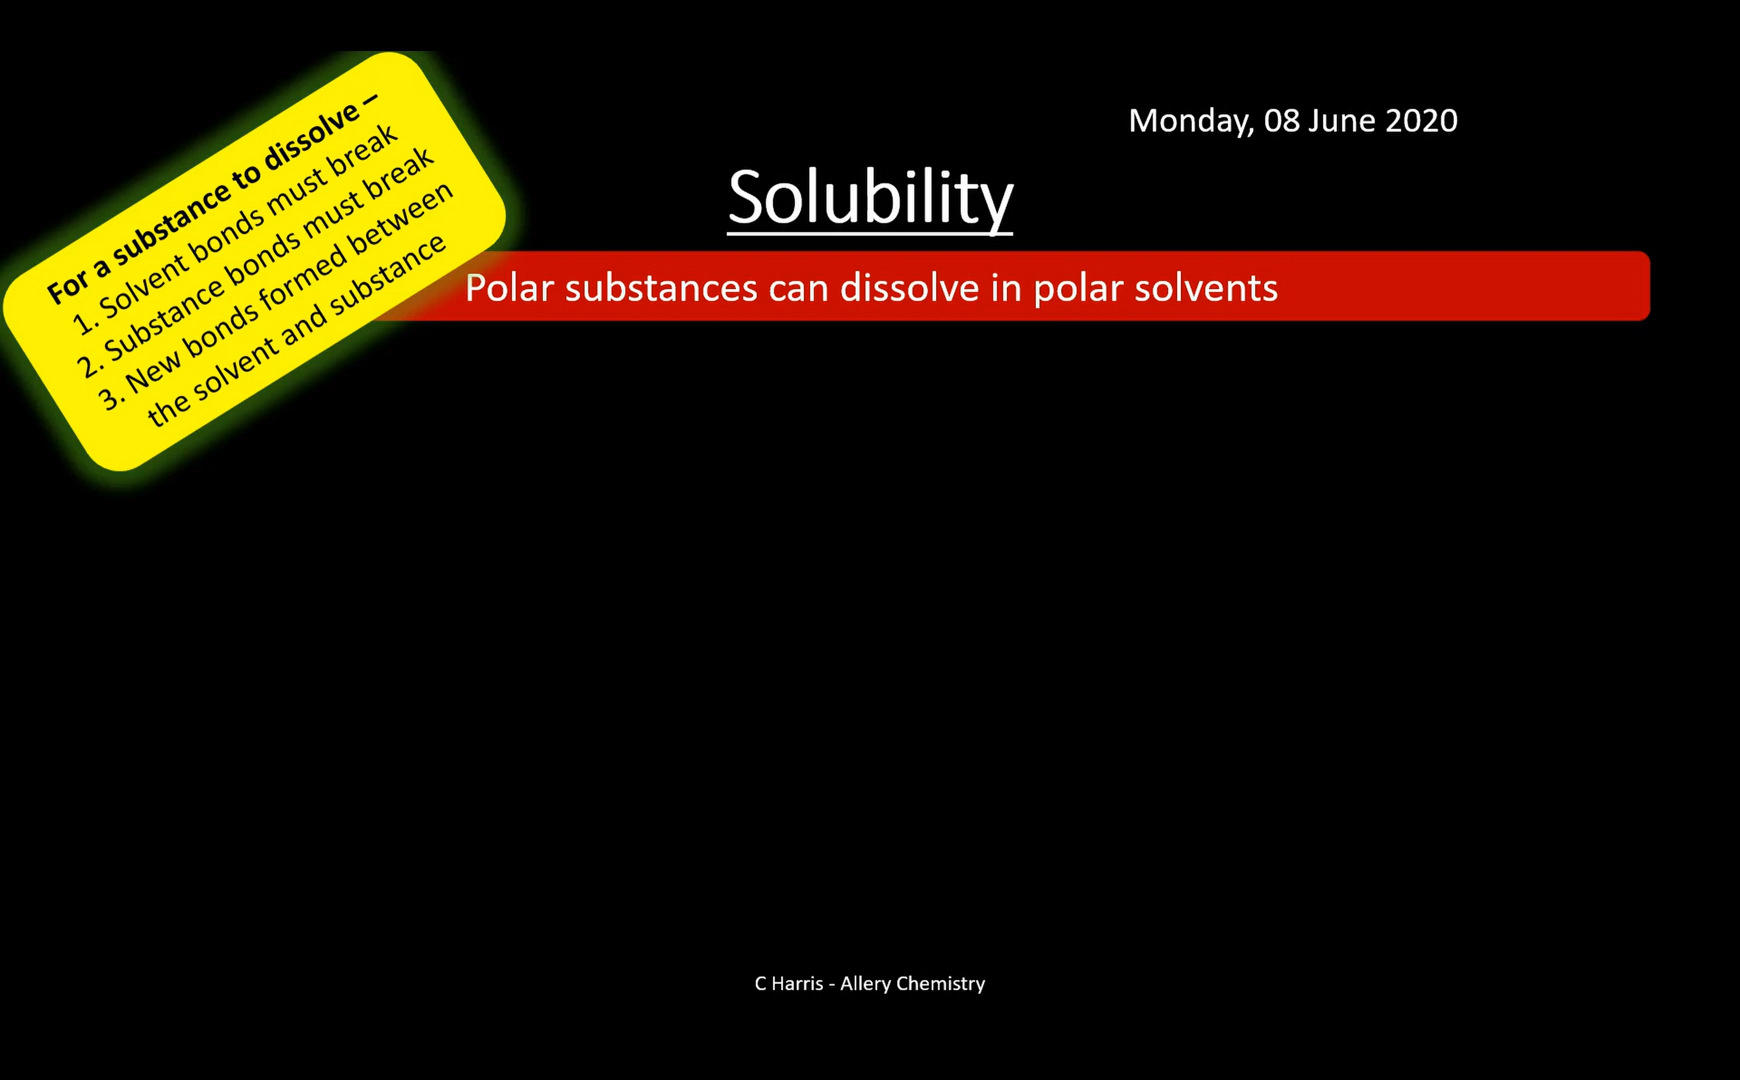 Monday, 08 June 2020
Solubility
For a substance to dissolve –
1. Solvent bonds must break
2. Substance bonds must break
3. New bonds formed between
the solvent and substance
Polar substances can dissolve in polar solvents
C Harris - Allery Chemistry